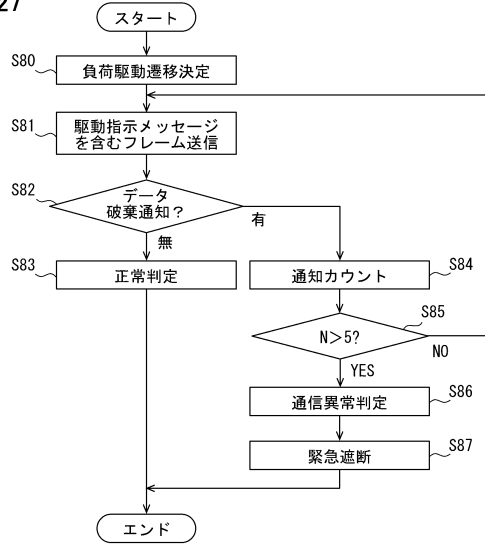 27
スタート
S80
負荷駆動遷移決定
S81
駆動指示メッセージ
を含むフレーム送信
S82
データ
破棄通知？
有
無
S83
正常判定
S84
通知カウント
S85
N＞5?
NO
YES
S86
通信異常判定
S87
緊急遮断
エンド